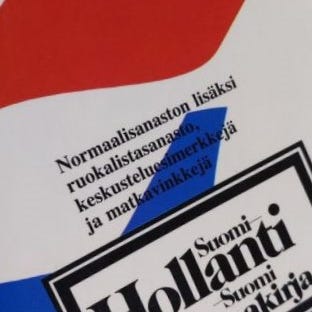 Normaalisanaston lisäksi
ruokalistasanasto,
keskusteluesimerkkejä
ja matkavinkkejä
Suomi–
Hollanti
–Suomi